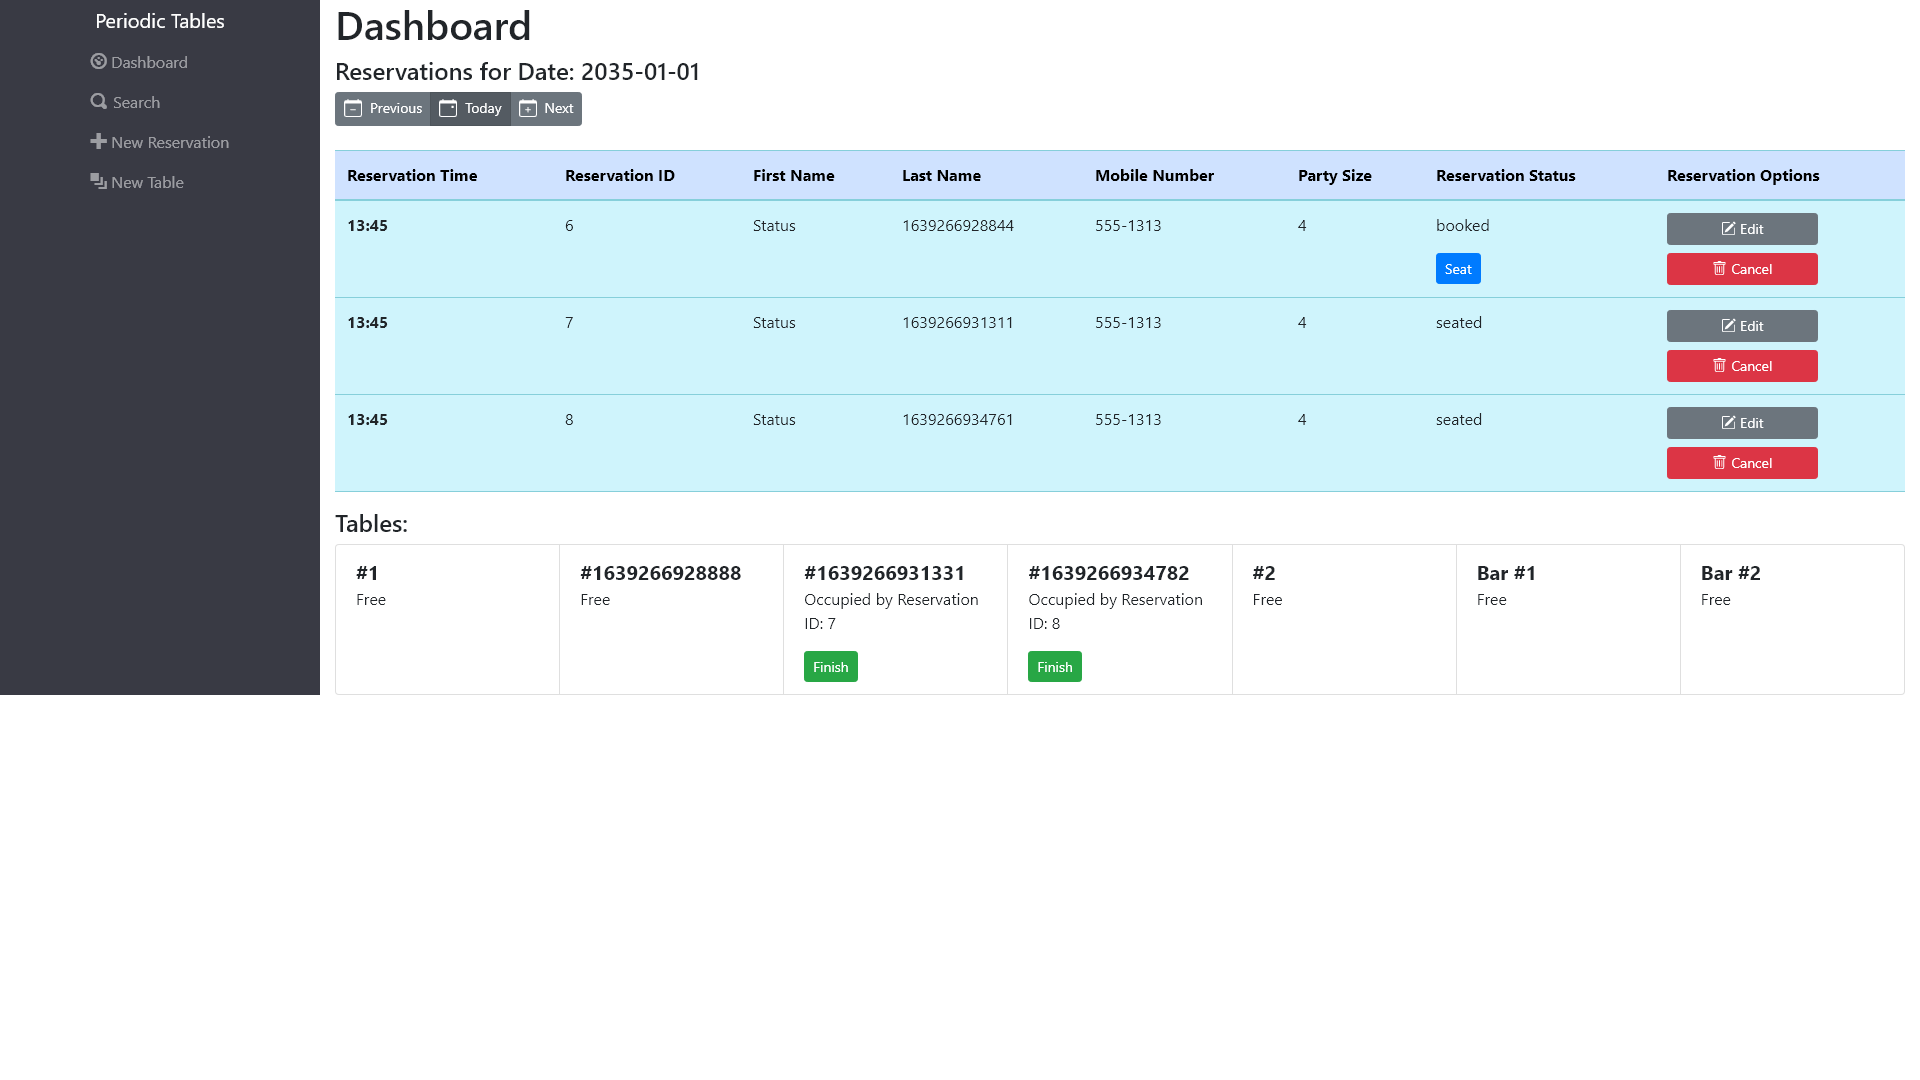 Periodic Tables
Dashboard
Search
New Reservation
New Table
Dashboard
Reservations for Date: 2035-01-01
Previous Today Next
Reservation Time Reservation ID First Name Last Name Mobile Number Party Size Reservation Status Reservation Options
13:45 6 Status 1639266928844 555-1313 4 booked Edit
Seat Cancel
13:45 7 Status 1639266931311 555-1313 4 seated Edit
Cancel
13:45 8 Status 1639266934761 555-1313 4 seated Edit
Cancel
Tables:
#1 #1639266928888 #1639266931331 #1639266934782 #2 Bar #1 Bar #2
Free Free Occupied by Reservation Occupied by Reservation Free Free Free
ID: 7 ID: 8
Finish Finish